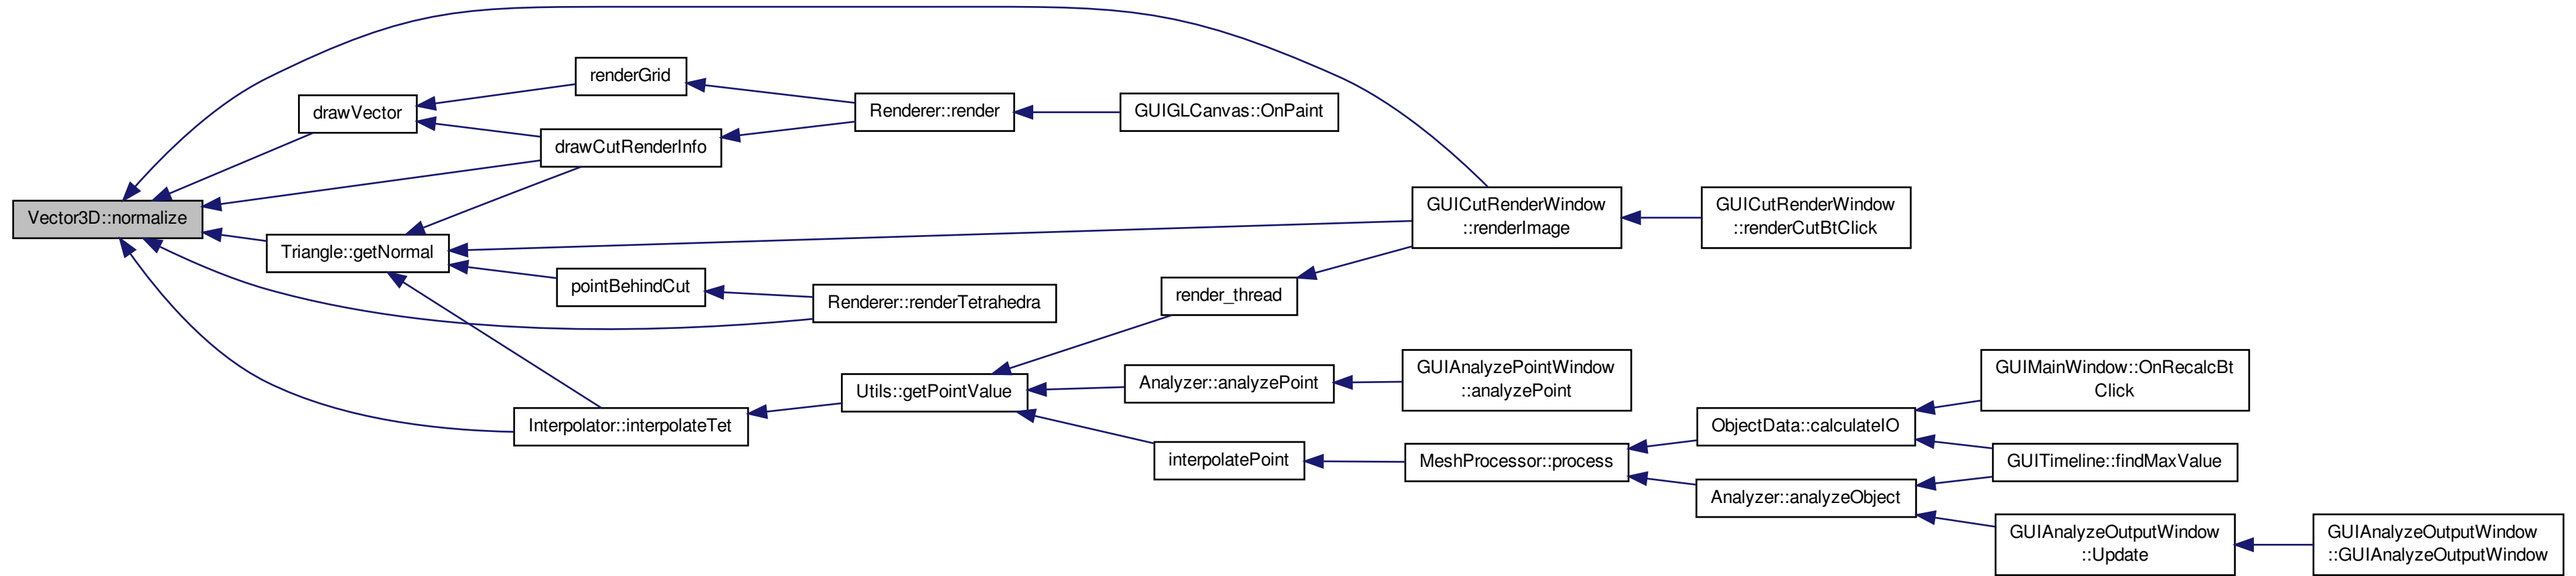 Vector3D::normalize
drawVector
renderGrid
drawCutRenderInfo
Renderer::render
GUIGLCanvas::OnPaint
Triangle::getNormal
pointBehindCut
Renderer::renderTetrahedra
GUICutRenderWindow
::renderImage
GUICutRenderWindow
::renderCutBtClick
render_thread
Interpolator::interpolateTet
Utils::getPointValue
Analyzer::analyzePoint
GUIAnalyzePointWindow
::analyzePoint
interpolatePoint
MeshProcessor::process
ObjectData::calculateIO
GUIMainWindow::OnRecalcBt
Click
GUITimeline::findMaxValue
Analyzer::analyzeObject
GUIAnalyzeOutputWindow
::Update
GUIAnalyzeOutputWindow
::GUIAnalyzeOutputWindow